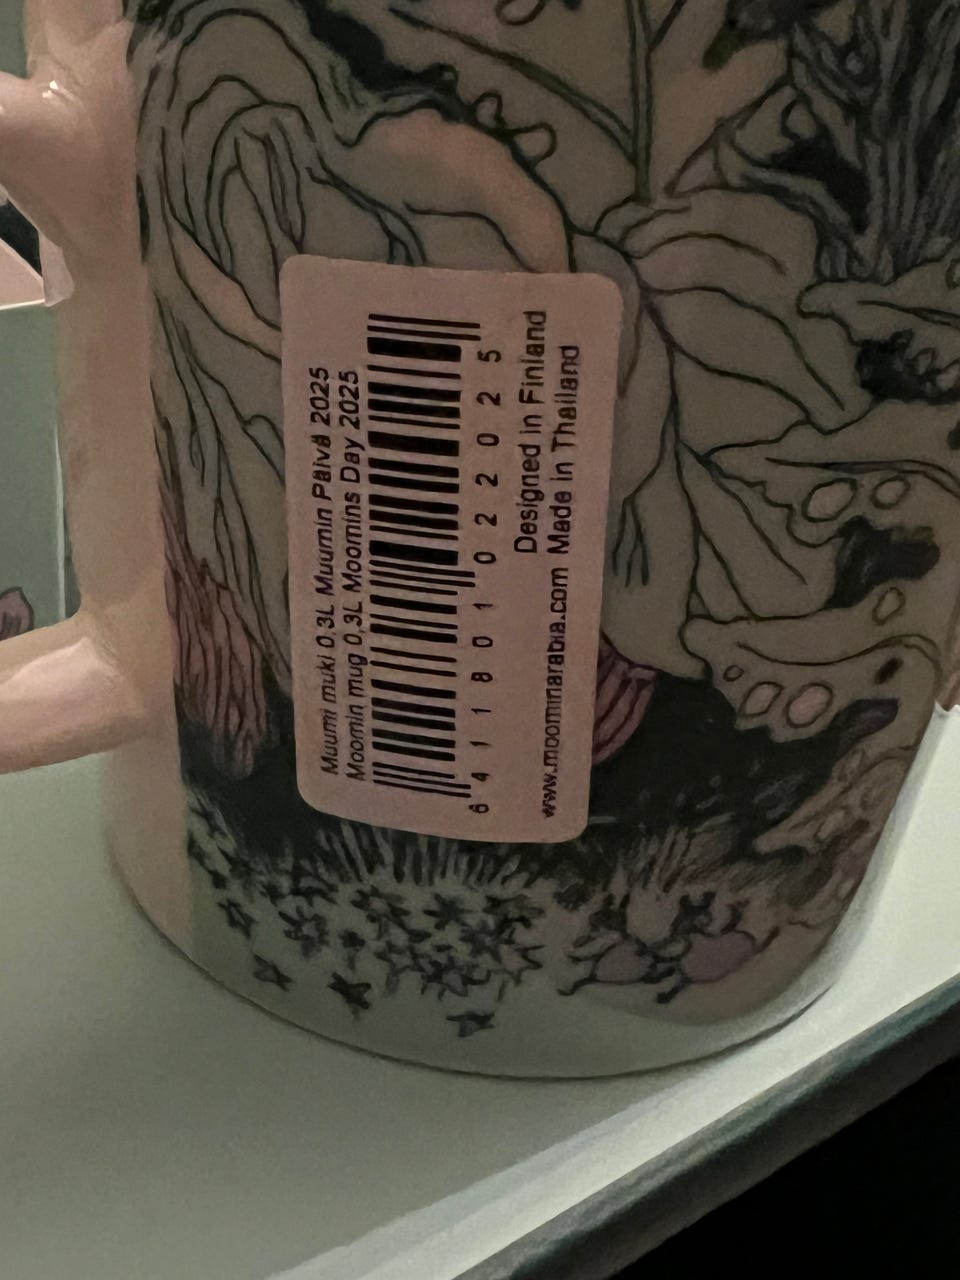 Muumi muki 0,3L Muumin Päivä 2025
Moomin mug 0,3L Moomins Day 2025
6 411801 022025
Designed in Finland
www.moominarabia.com Made in Thailand